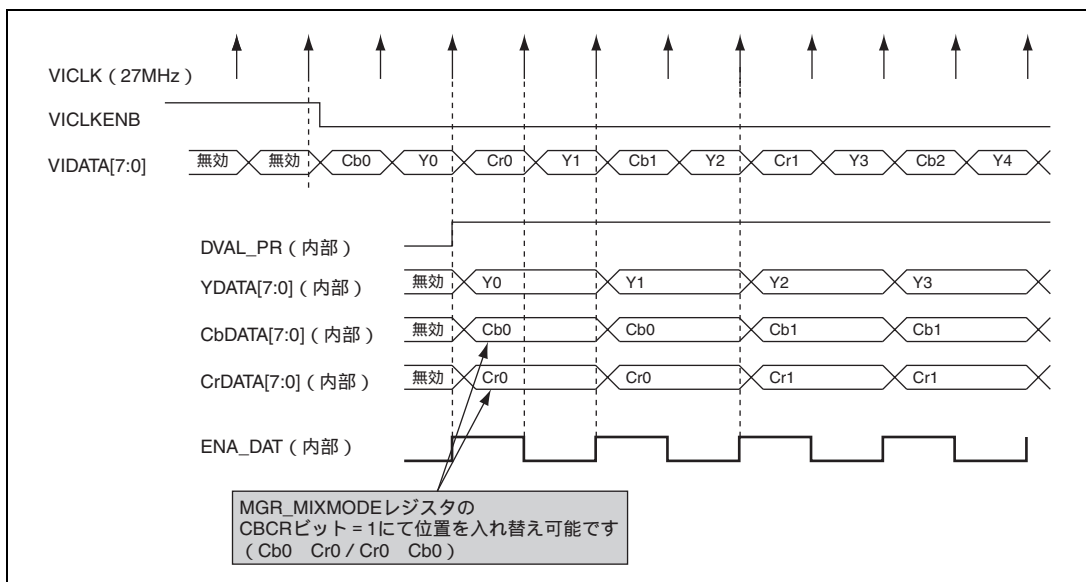 VICLK（27MHz）
VICLKENB
VIDATA[7:0] 無効 無効 Cb0 Y0 Cr0 Y1 Cb1 Y2 Cr1 Y3 Cb2 Y4
DVAL_PR（内部）
YDATA[7:0]（内部） 無効 Y0 Y1 Y2 Y3
CbDATA[7:0]（内部） 無効 Cb0 Cb0 Cb1 Cb1
CrDATA[7:0]（内部） 無効 Cr0 Cr0 Cr1 Cr1
ENA_DAT（内部）
MGR_MIXMODEレジスタの
CBCRビット = 1にて位置を入れ替え可能です
（Cb0 Cr0 / Cr0 Cb0）